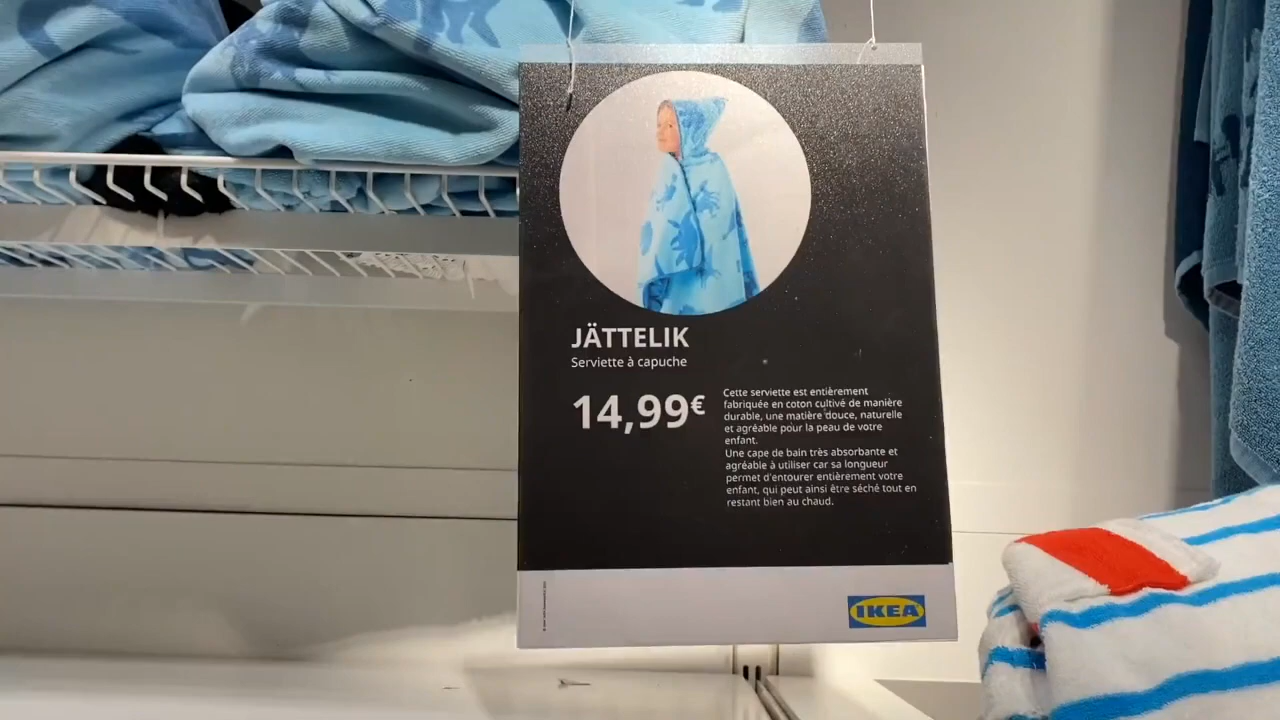 JÄTTELIK
Serviette à capuche
14,99€
Cette serviette est entièrement
fabriquée en coton cultivé de manière
durable, une matière douce, naturelle
et agréable pour la peau de votre
enfant.
Une cape de bain très absorbante et
agréable à utiliser car sa longueur
permet d'entourer entièrement votre
enfant, qui peut ainsi être séché tout en
restant bien au chaud.
IKEA